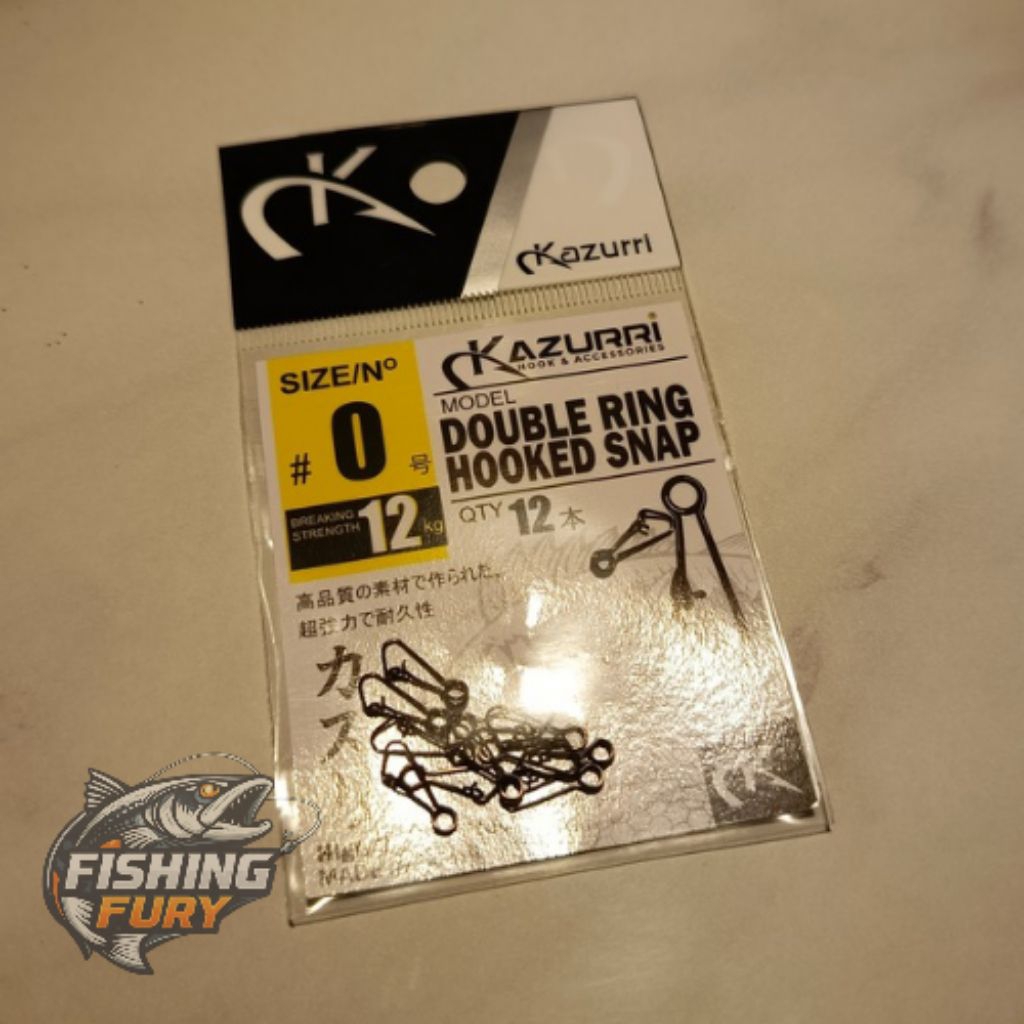 Kazurri
KAZURRI
HOOK & ACCESSORIES
SIZE/Nº
# 0 号
BREAKING
STRENGTH 12 kg
MODEL
DOUBLE RING
HOOKED SNAP
QTY 12 本
高品質の素材で作られた。
超強力で耐久性
カ
MADE
FISHING
FURY